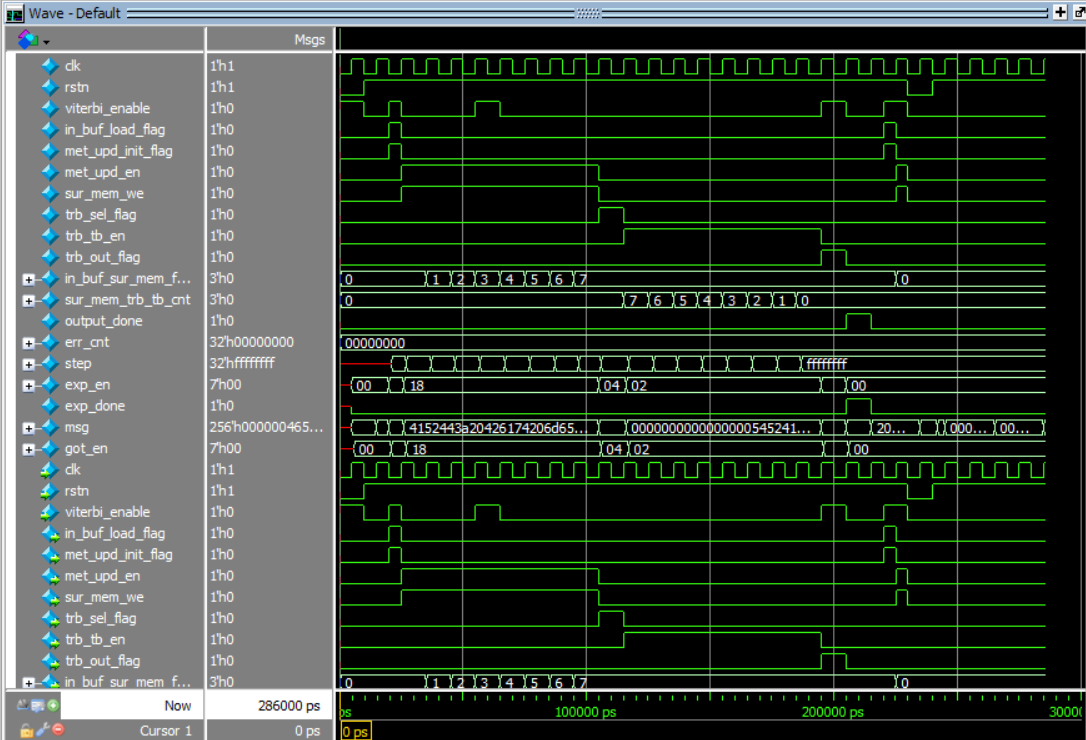 Wave - Default
Msgs
clk 1'h1
rstn 1'h1
viterbi_enable 1'h0
in_buf_load_flag 1'h0
met_upd_init_flag 1'h0
met_upd_en 1'h0
sur_mem_we 1'h0
trb_sel_flag 1'h0
trb_tb_en 1'h0
trb_out_flag 1'h0
in_buf_sur_mem_f... 3'h0 0 1 2 3 4 5 6 7 0
sur_mem_trb_tb_cnt 3'h0 0 7 6 5 4 3 2 1 0
output_done 1'h0
err_cnt 32'h00000000 00000000
step 32'hffffffff ffffffff
exp_en 7'h00 00 18 04 02 00
exp_done 1'h0
msg 256'h000000465... 4152443a20426174206d65... 0000000000000000545241... 20... 000... 00...
got_en 7'h00 00 18 04 02 00
clk 1'h1
rstn 1'h1
viterbi_enable 1'h0
in_buf_load_flag 1'h0
met_upd_init_flag 1'h0
met_upd_en 1'h0
sur_mem_we 1'h0
trb_sel_flag 1'h0
trb_tb_en 1'h0
trb_out_flag 1'h0
in_buf_sur_mem_f... 3'h0 0 1 2 3 4 5 6 7 0
Now 286000 ps ps 100000 ps 200000 ps 30000
Cursor 1 0 ps 0 ps